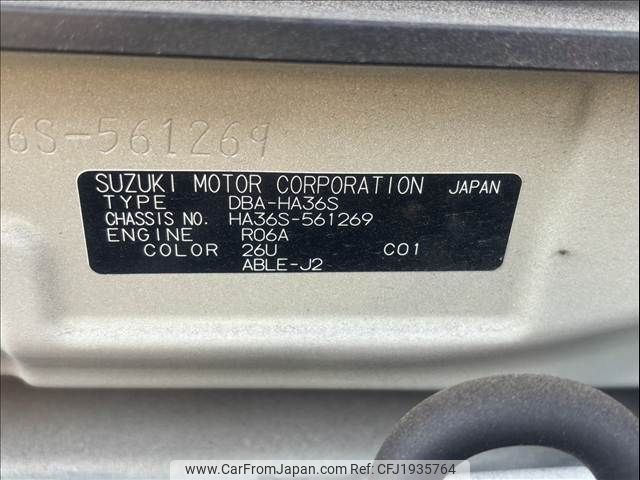 6S-561269
SUZUKI MOTOR CORPORATION JAPAN
TYPE DBA-HA36S
CHASSIS NO. HA36S-561269
ENGINE R06A
COLOR 26U C01
ABLE-J2
www.CarFromJapan.com | Ref No: CFJ1935764